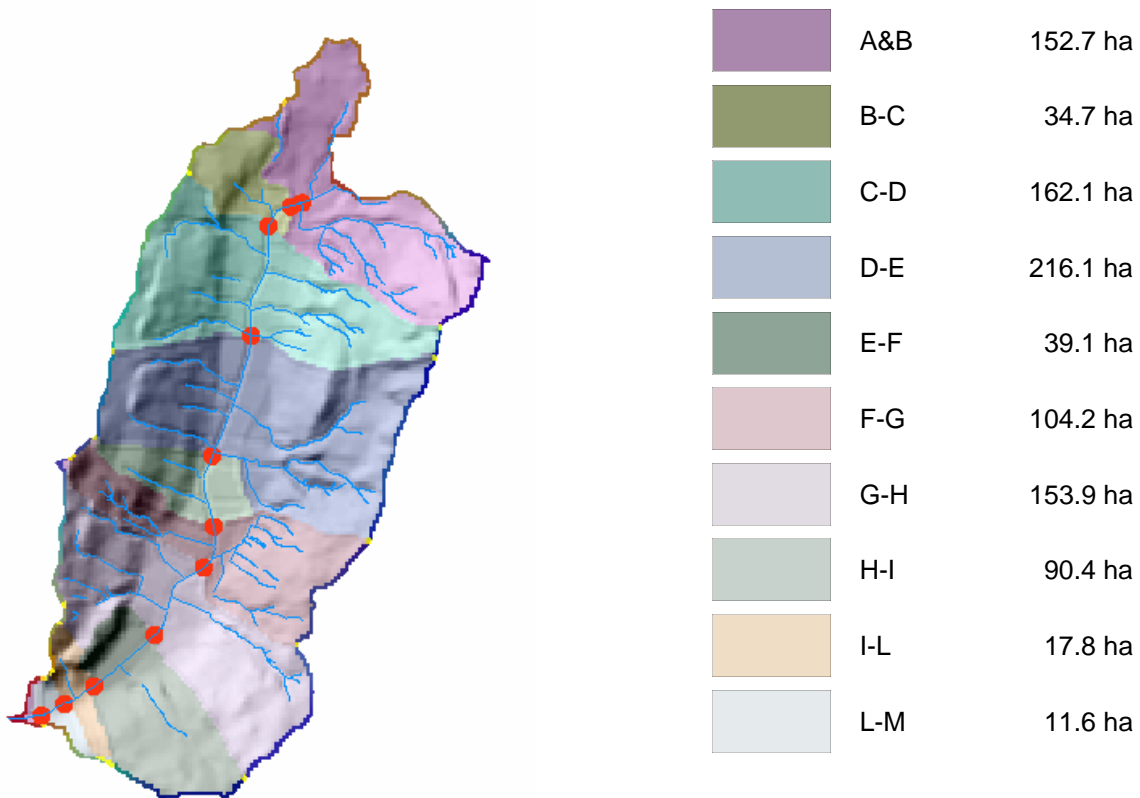 A&B 152.7 ha
B-C 34.7 ha
C-D 162.1 ha
D-E 216.1 ha
E-F 39.1 ha
F-G 104.2 ha
G-H 153.9 ha
H-I 90.4 ha
I-L 17.8 ha
L-M 11.6 ha